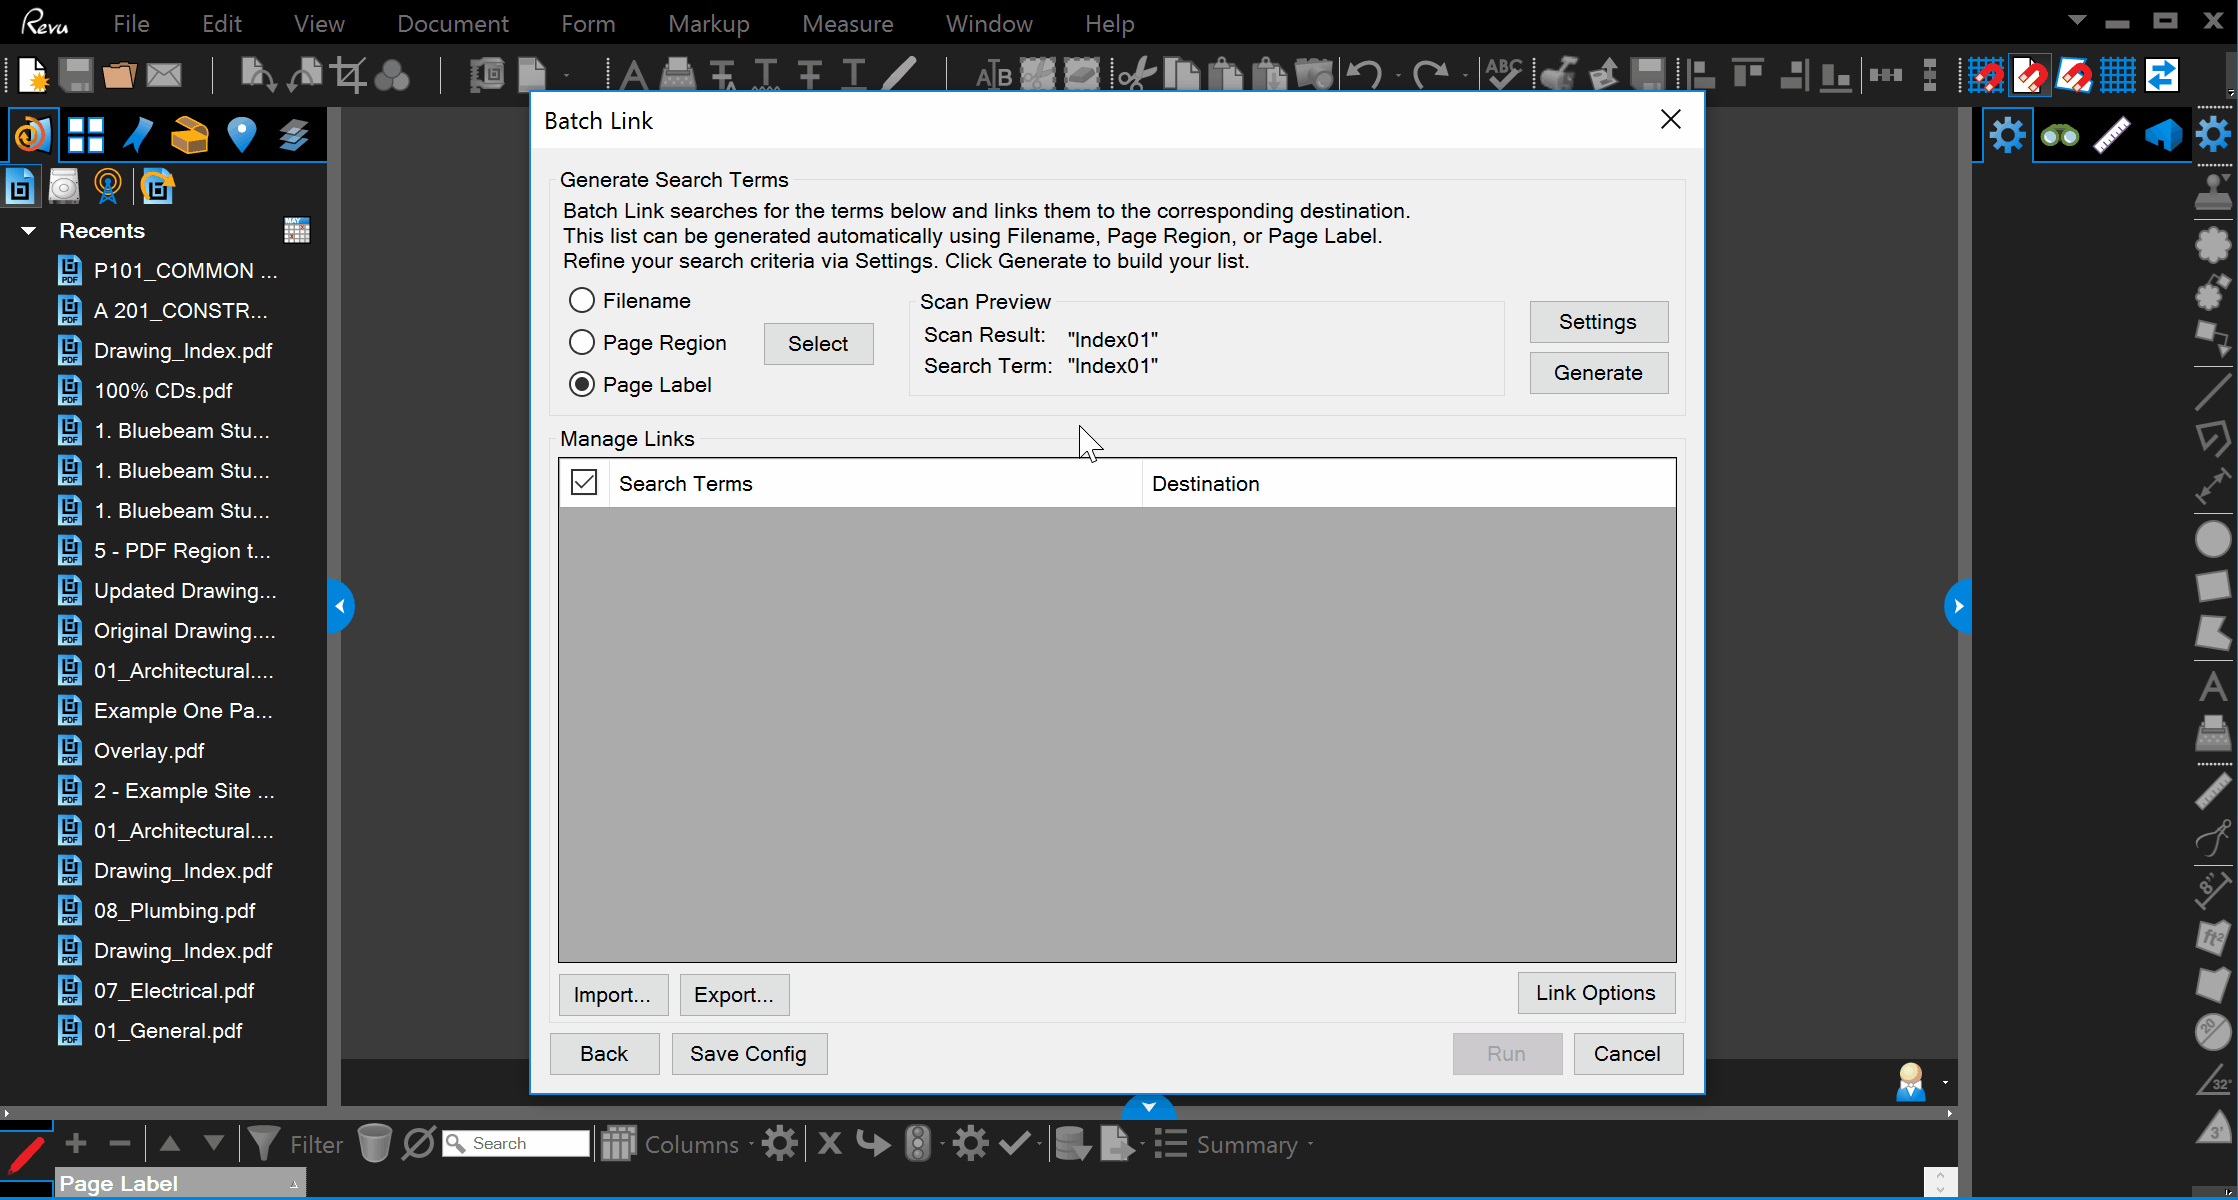 Revu File Edit View Document Form Markup Measure Window Help
Batch Link
Generate Search Terms
Batch Link searches for the terms below and links them to the corresponding destination.
This list can be generated automatically using Filename, Page Region, or Page Label.
Refine your search criteria via Settings. Click Generate to build your list.
Filename
Page Region
Select
Page Label
Scan Preview
Scan Result: "Index01"
Search Term: "Index01"
Settings
Generate
Manage Links
Search Terms
Destination
Import...
Export...
Link Options
Back
Save Config
Run
Cancel
MAY
Recents
P101_COMMON ...
A 201_CONSTR...
Drawing_Index.pdf
100% CDs.pdf
1. Bluebeam Stu...
1. Bluebeam Stu...
1. Bluebeam Stu...
5 - PDF Region t...
Updated Drawing...
Original Drawing....
01_Architectural....
Example One Pa...
Overlay.pdf
2 - Example Site ...
01_Architectural....
Drawing_Index.pdf
08_Plumbing.pdf
Drawing_Index.pdf
07_Electrical.pdf
01_General.pdf
Filter
Search
Columns
Summary
Page Label
ABC
8"
ft²
20
32°
3'